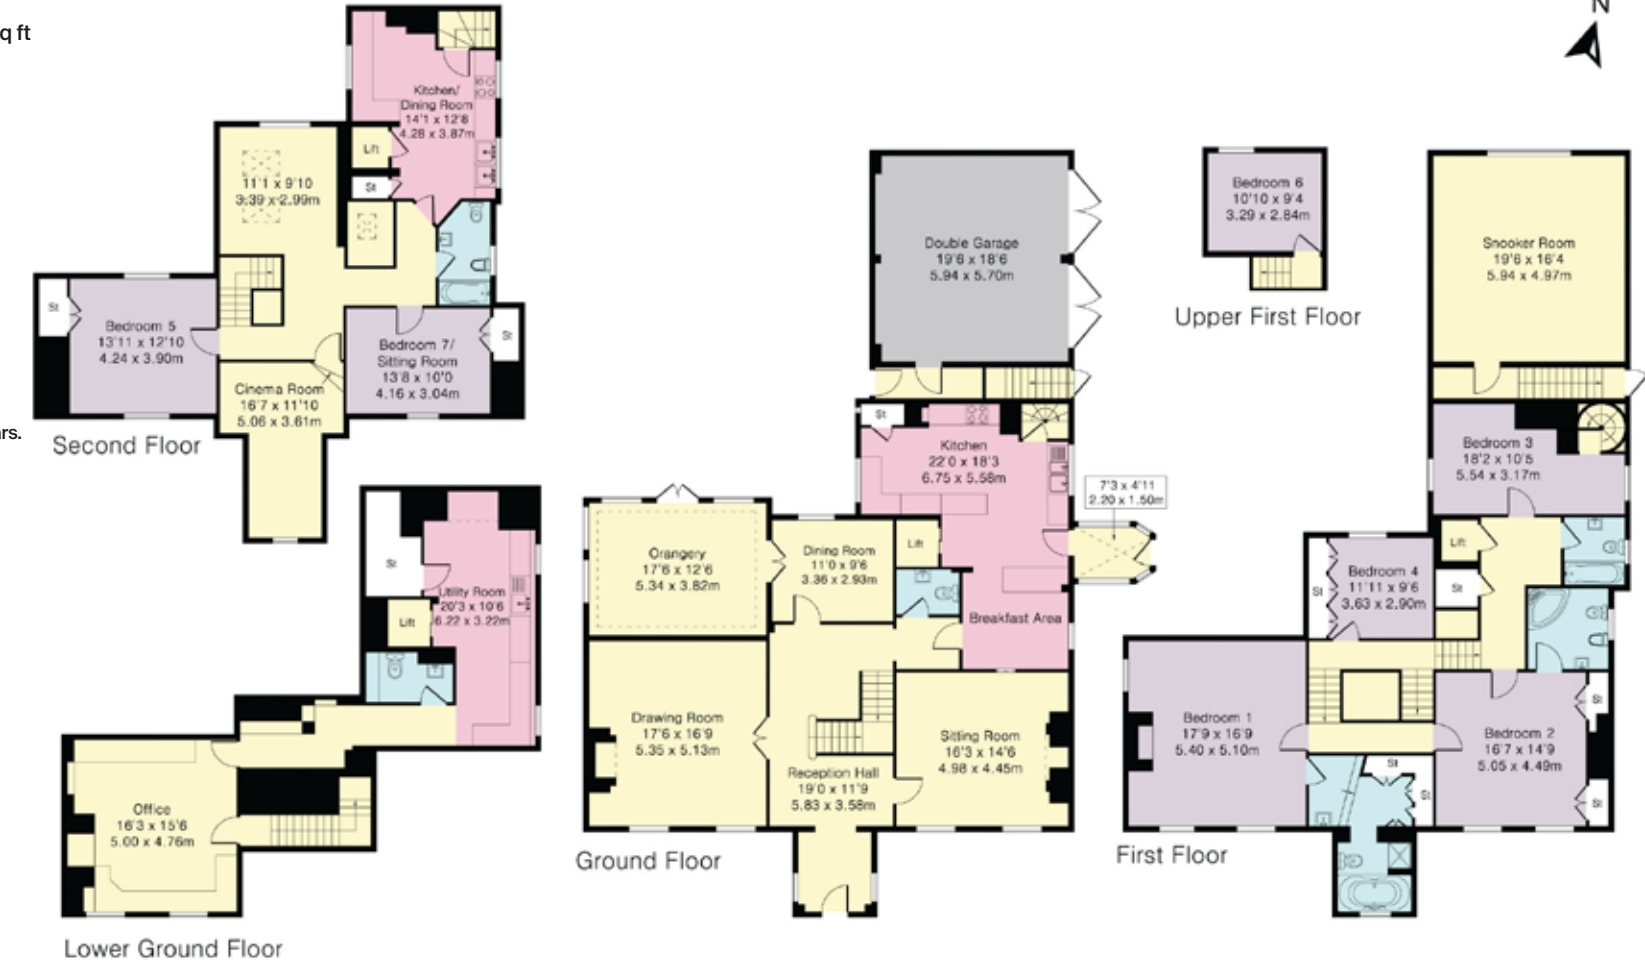 N
q ft
Kitchen/
Dining Room
14'1 x 12'8
4.28 x 3.87m
Lift
St
11'1 x 9'10
3.39 x 2.99m
St
Bedroom 5
13'11 x 12'10
4.24 x 3.90m
Bedroom 7/
Sitting Room
13'8 x 10'0
4.16 x 3.04m
St
Cinema Room
16'7 x 11'10
5.06 x 3.61m
rs.
Second Floor
St
Utility Room
20'3 x 10'6
6.22 x 3.22m
Lift
Office
16'3 x 15'6
5.00 x 4.76m
Lower Ground Floor
Double Garage
19'6 x 18'6
5.94 x 5.70m
St
Kitchen
22'0 x 18'3
6.75 x 5.58m
7'3 x 4'11
2.20 x 1.50m
Orangery
17'6 x 12'6
5.34 x 3.82m
Dining Room
11'0 x 9'6
3.36 x 2.93m
Lift
Breakfast Area
Drawing Room
17'6 x 16'9
5.35 x 5.13m
Sitting Room
16'3 x 14'6
4.98 x 4.45m
Reception Hall
19'0 x 11'9
5.83 x 3.58m
Ground Floor
Bedroom 6
10'10 x 9'4
3.29 x 2.84m
Upper First Floor
Snooker Room
19'6 x 16'4
5.94 x 4.97m
Bedroom 3
18'2 x 10'5
5.54 x 3.17m
Lift
St
Bedroom 4
11'11 x 9'6
3.63 x 2.90m
St
Bedroom 1
17'9 x 16'9
5.40 x 5.10m
St
Bedroom 2
16'7 x 14'9
5.05 x 4.49m
St
St
St
First Floor